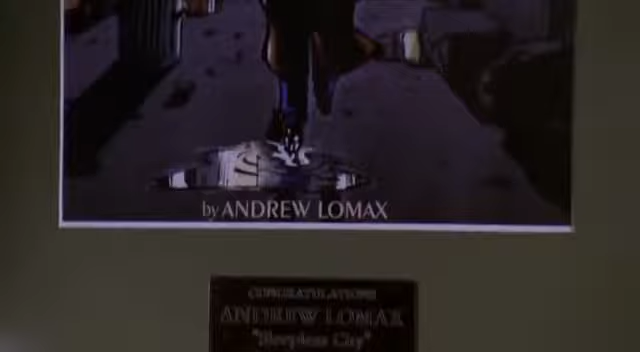 by ANDREW LOMAX
CONGRATULATIONS
ANDREW LOMAX
"Sleepless City"